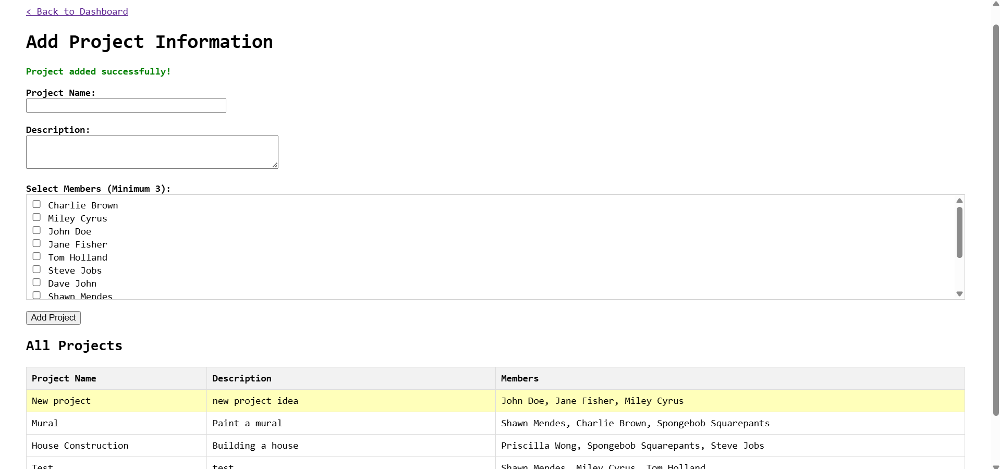 < Back to Dashboard
Add Project Information
Project added successfully!
Project Name:
Description:
Select Members (Minimum 3):
Charlie Brown
Miley Cyrus
John Doe
Jane Fisher
Tom Holland
Steve Jobs
Dave John
Shawn Mendes
Add Project
All Projects
Project Name Description Members
New project new project idea John Doe, Jane Fisher, Miley Cyrus
Mural Paint a mural Shawn Mendes, Charlie Brown, Spongebob Squarepants
House Construction Building a house Priscilla Wong, Spongebob Squarepants, Steve Jobs
Test test Shawn Mendes, Miley Cyrus, Tom Holland